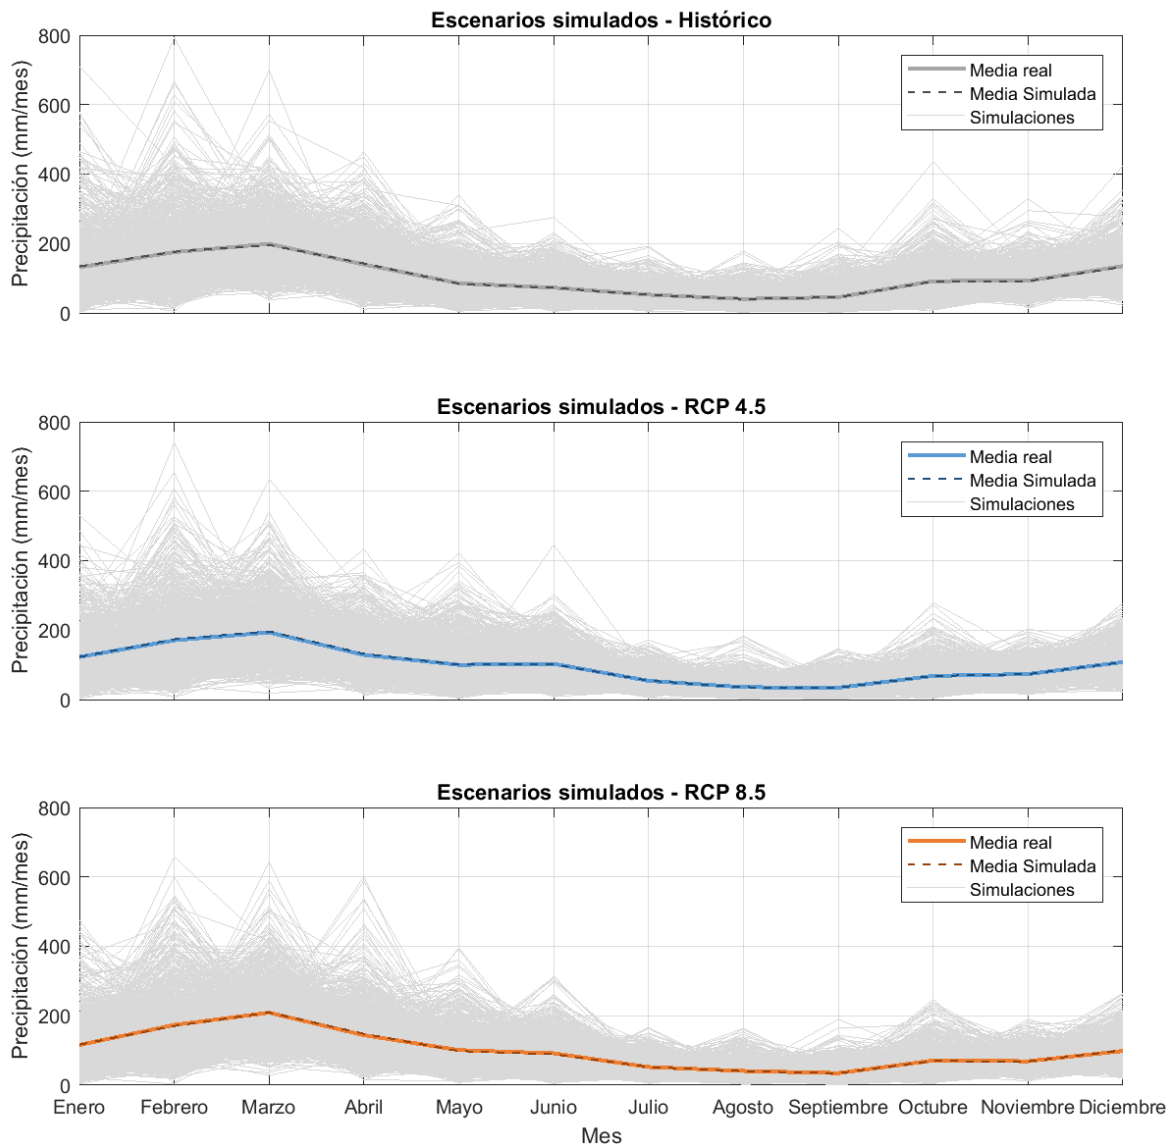 Escenarios simulados - Histórico
800
600
400
200
0
Precipitación (mm/mes)
Media real
Media Simulada
Simulaciones
Escenarios simulados - RCP 4.5
800
600
400
200
0
Precipitación (mm/mes)
Media real
Media Simulada
Simulaciones
Escenarios simulados - RCP 8.5
800
600
400
200
0
Precipitación (mm/mes)
Media real
Media Simulada
Simulaciones
Enero Febrero Marzo Abril Mayo Junio Julio Agosto Septiembre Octubre Noviembre Diciembre
Mes